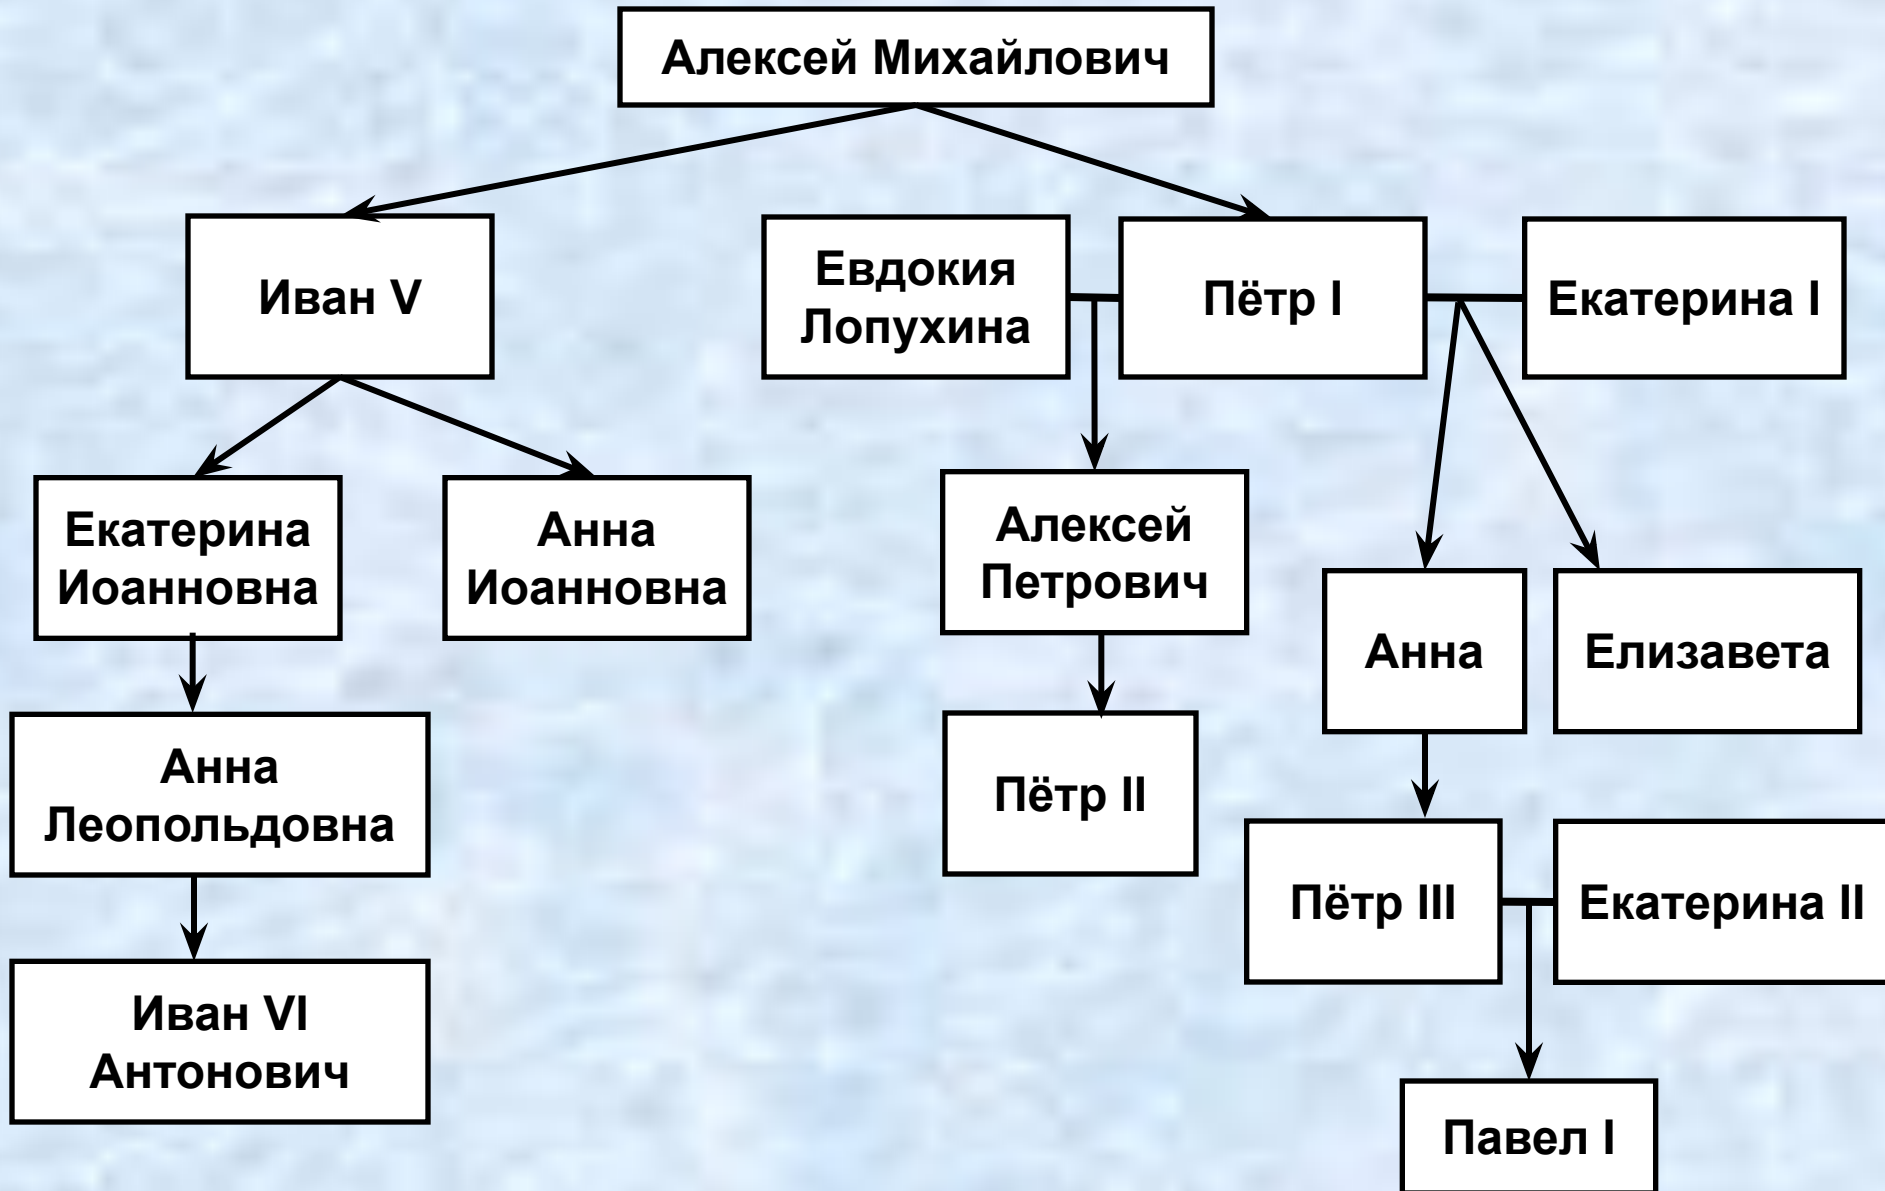 Алексей Михайлович
Иван V
Евдокия
Лопухина
Пётр I
Екатерина I
Екатерина
Иоанновна
Анна
Иоанновна
Алексей
Петрович
Анна
Елизавета
Анна
Леопольдовна
Пётр II
Пётр III
Екатерина II
Иван VI
Антонович
Павел I